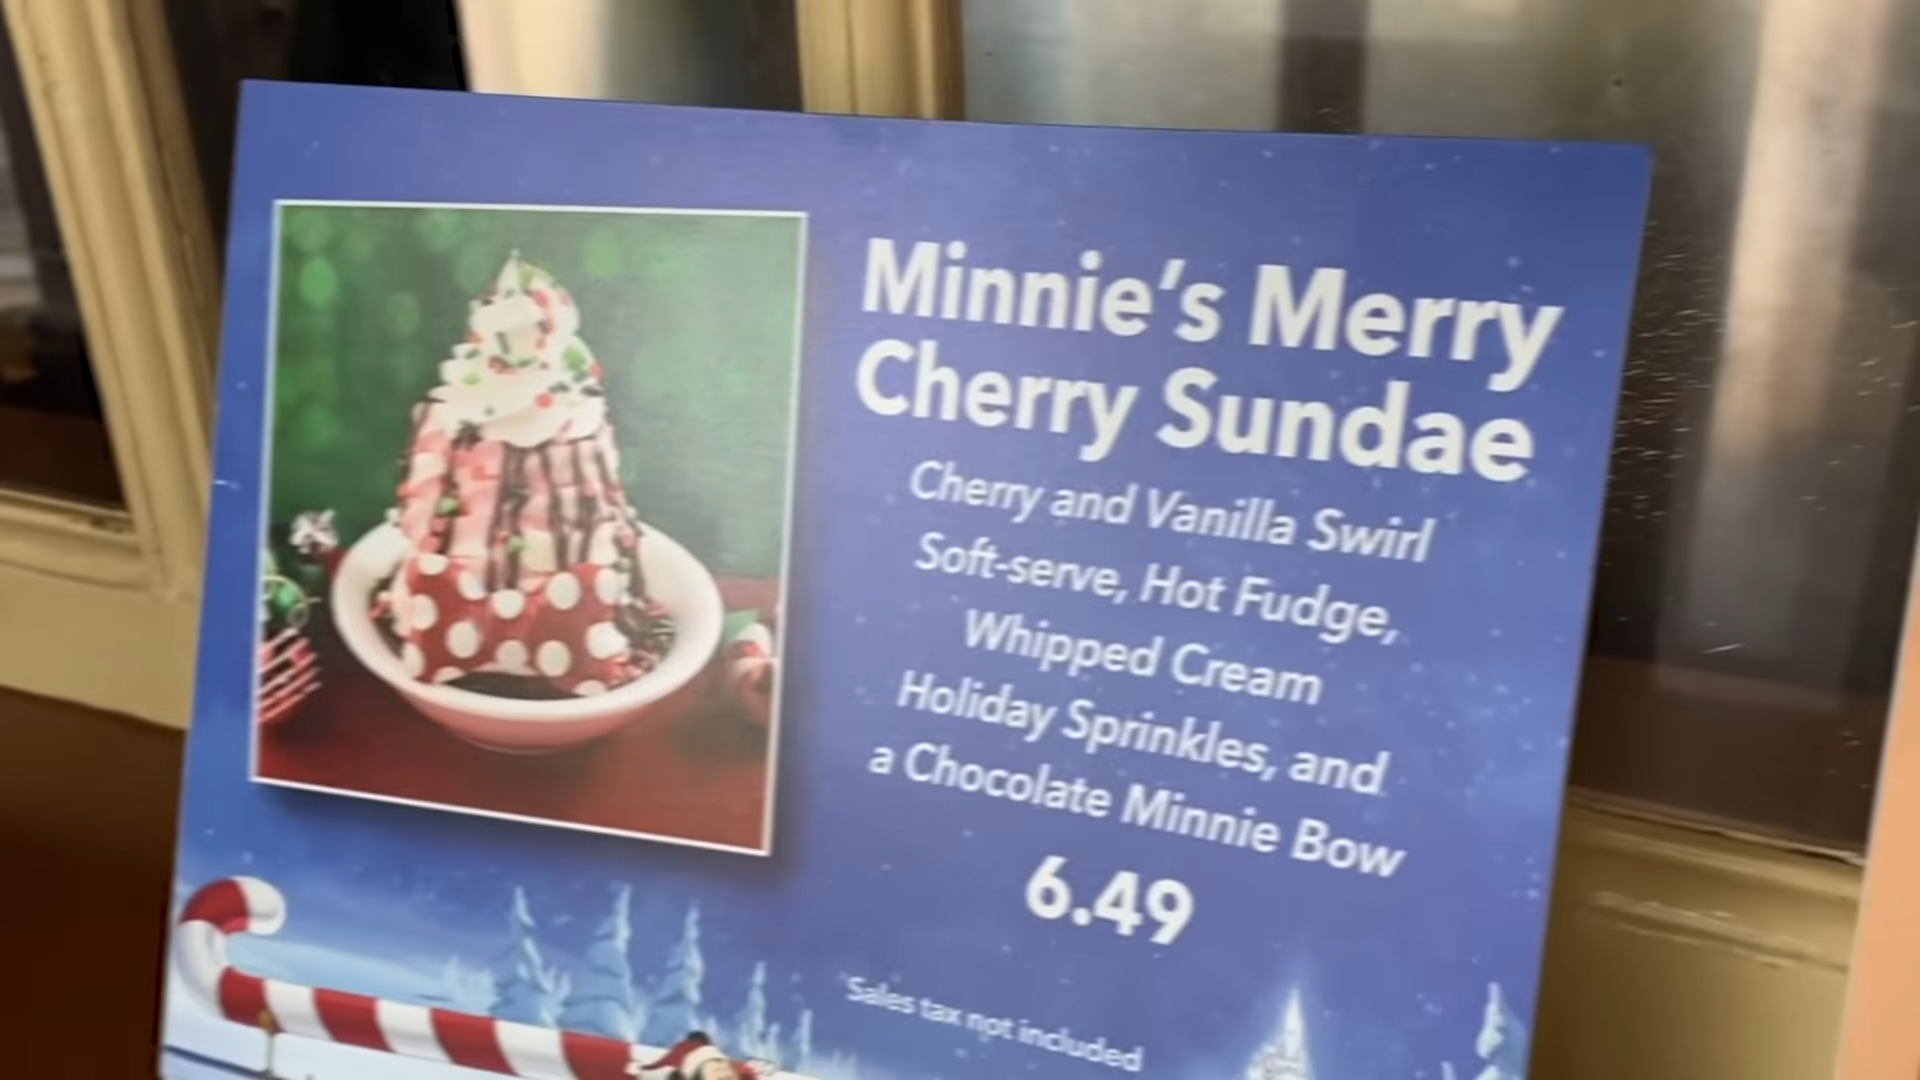 Minnie's Merry
Cherry Sundae
Cherry and Vanilla Swirl
Soft-serve, Hot Fudge,
Whipped Cream
Holiday Sprinkles, and
a Chocolate Minnie Bow
6.49
Sales tax not included